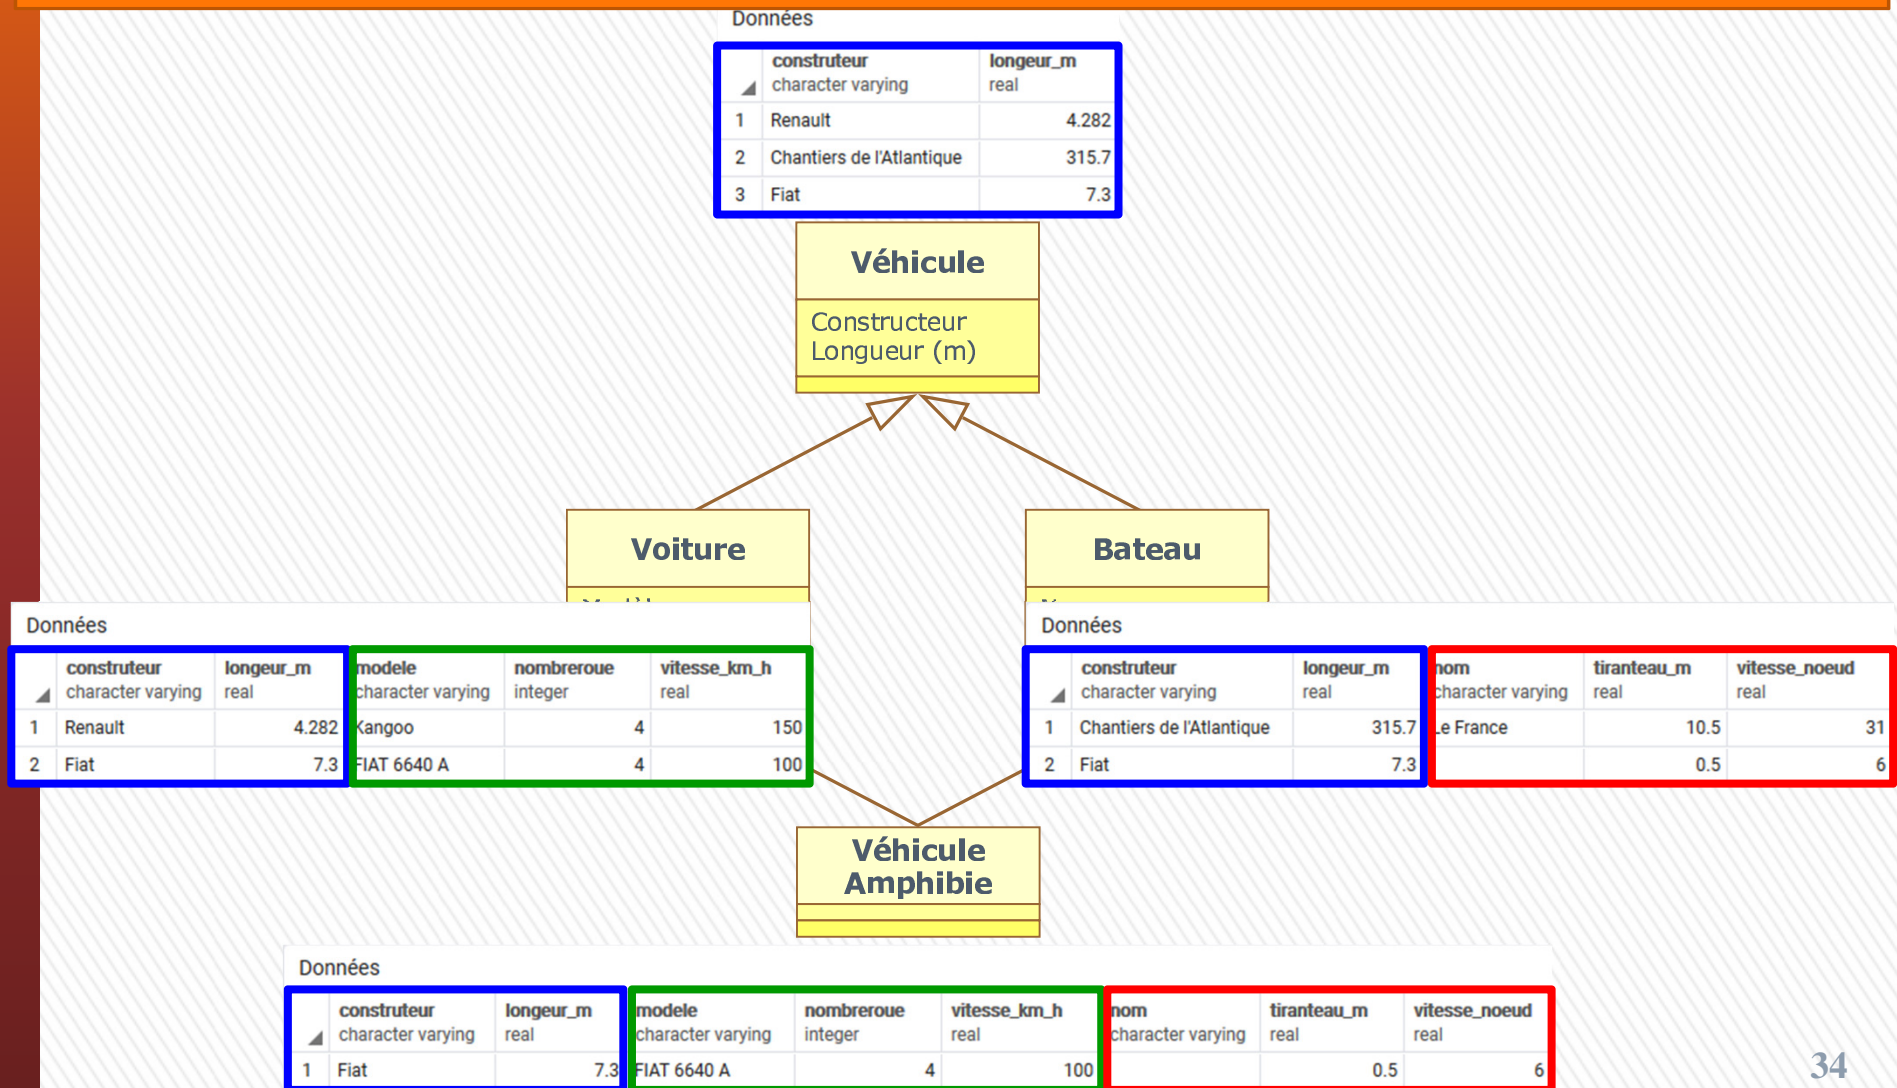 Données
construteur longeur_m
character varying real
1 Renault 4.282
2 Chantiers de l'Atlantique 315.7
3 Fiat 7.3
Véhicule
Constructeur
Longueur (m)
Voiture
Bateau
Données
construteur longeur_m modele nombreroue vitesse_km_h
character varying real character varying integer real
1 Renault 4.282 Kangoo 4 150
2 Fiat 7.3 FIAT 6640 A 4 100
Données
construteur longeur_m nom tiranteau_m vitesse_noeud
character varying real character varying real real
1 Chantiers de l'Atlantique 315.7 Le France 10.5 31
2 Fiat 7.3 0.5 6
Véhicule
Amphibie
Données
construteur longeur_m modele nombreroue vitesse_km_h nom tiranteau_m vitesse_noeud
character varying real character varying integer real character varying real real
1 Fiat 7.3 FIAT 6640 A 4 100 0.5 6
34